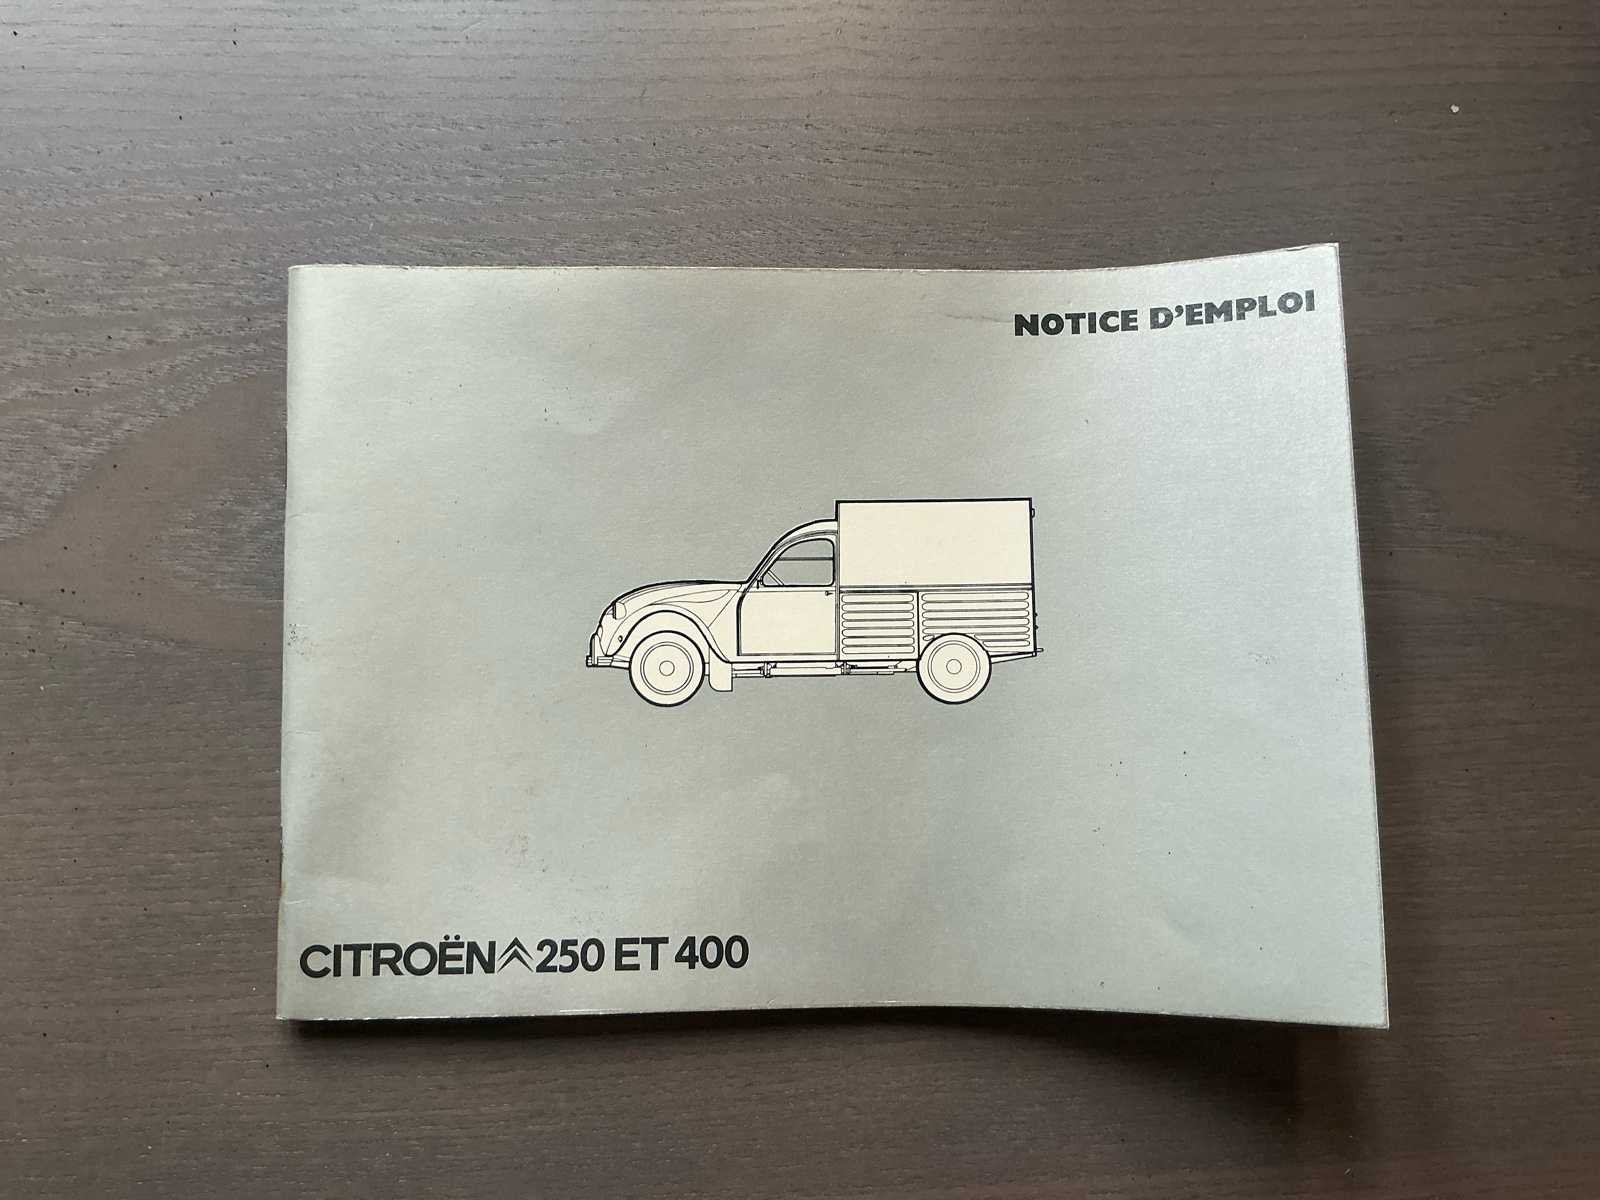 NOTICE D'EMPLOI
CITROËN 250 ET 400